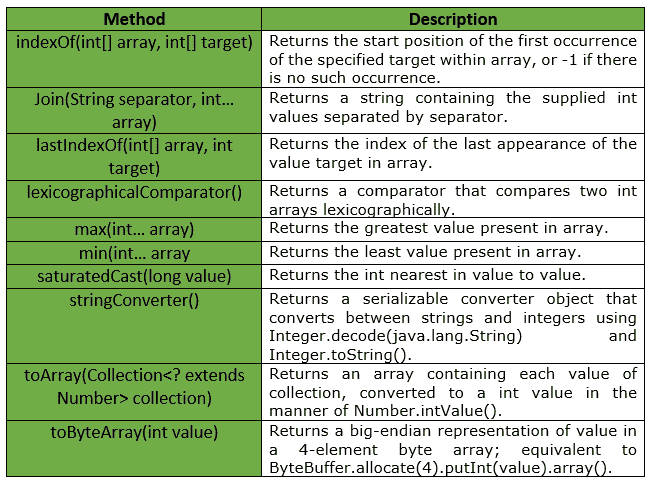 Method Description
indexOf(int[] array, int[] target)
Returns the start position of the first occurrence
of the specified target within array, or -1 if there
is no such occurrence.
Join(String separator, int…
array)
Returns a string containing the supplied int
values separated by separator.
lastIndexOf(int[] array, int
target)
Returns the index of the last appearance of the
value target in array.
lexicographicalComparator()
Returns a comparator that compares two int
arrays lexicographically.
max(int… array)
Returns the greatest value present in array.
min(int… array
Returns the least value present in array.
saturatedCast(long value)
Returns the int nearest in value to value.
stringConverter()
Returns a serializable converter object that
converts between strings and integers using
Integer.decode(java.lang.String) and
Integer.toString().
toArray(Collection<? extends
Number> collection)
Returns an array containing each value of
collection, converted to a int value in the
manner of Number.intValue().
toByteArray(int value)
Returns a big-endian representation of value in
a 4-element byte array; equivalent to
ByteBuffer.allocate(4).putInt(value).array().